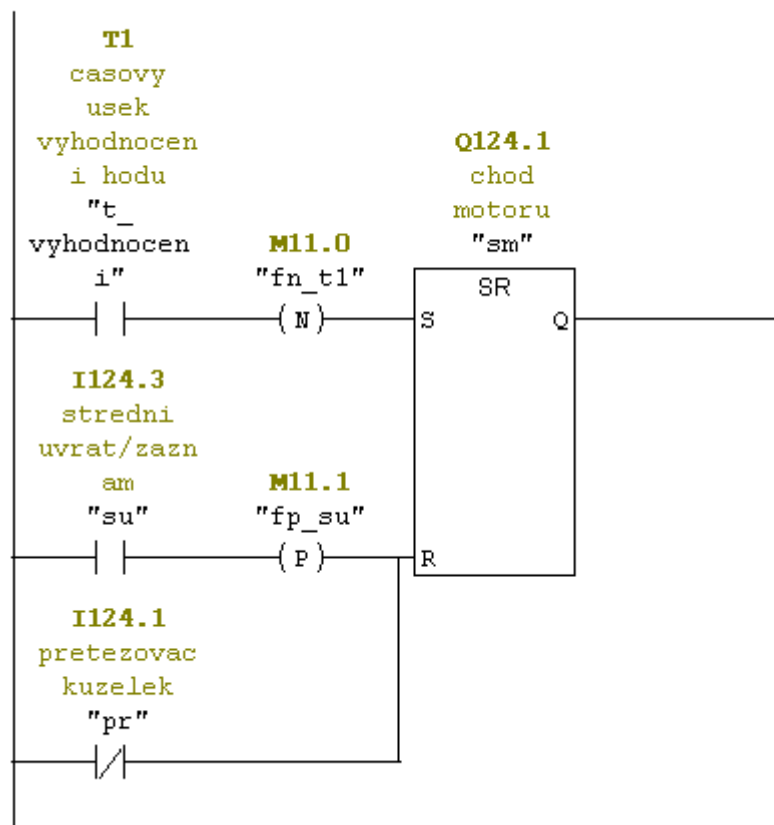 T1
casovy
usek
vyhodnocen
i hodu
"t_
vyhodnocen
i"
M11.0
"fn_t1"
(N)
Q124.1
chod
motoru
"sm"
SR
S
Q
I124.3
stredni
uvrat/zazn
am
"su"
M11.1
"fp_su"
(P)
R
I124.1
pretezovac
kuzelek
"pr"